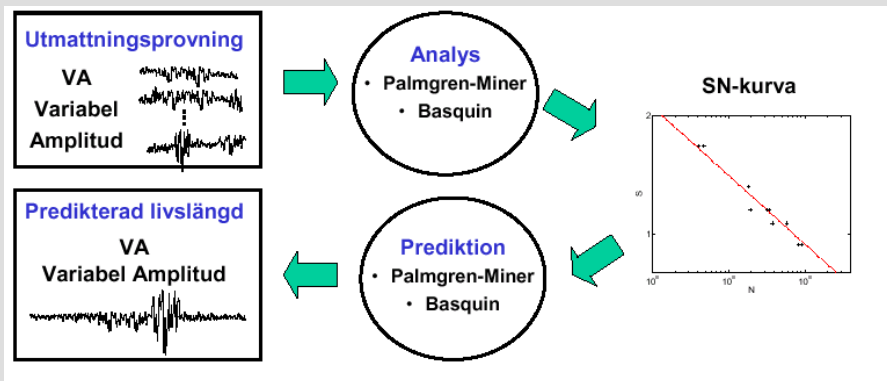 Utmattningsprovning
VA
Variabel
Amplitud
Analys
• Palmgren-Miner
• Basquin
SN-kurva
2
S
1
N
Prediktion
• Palmgren-Miner
• Basquin
Predikterad livslängd
VA
Variabel Amplitud